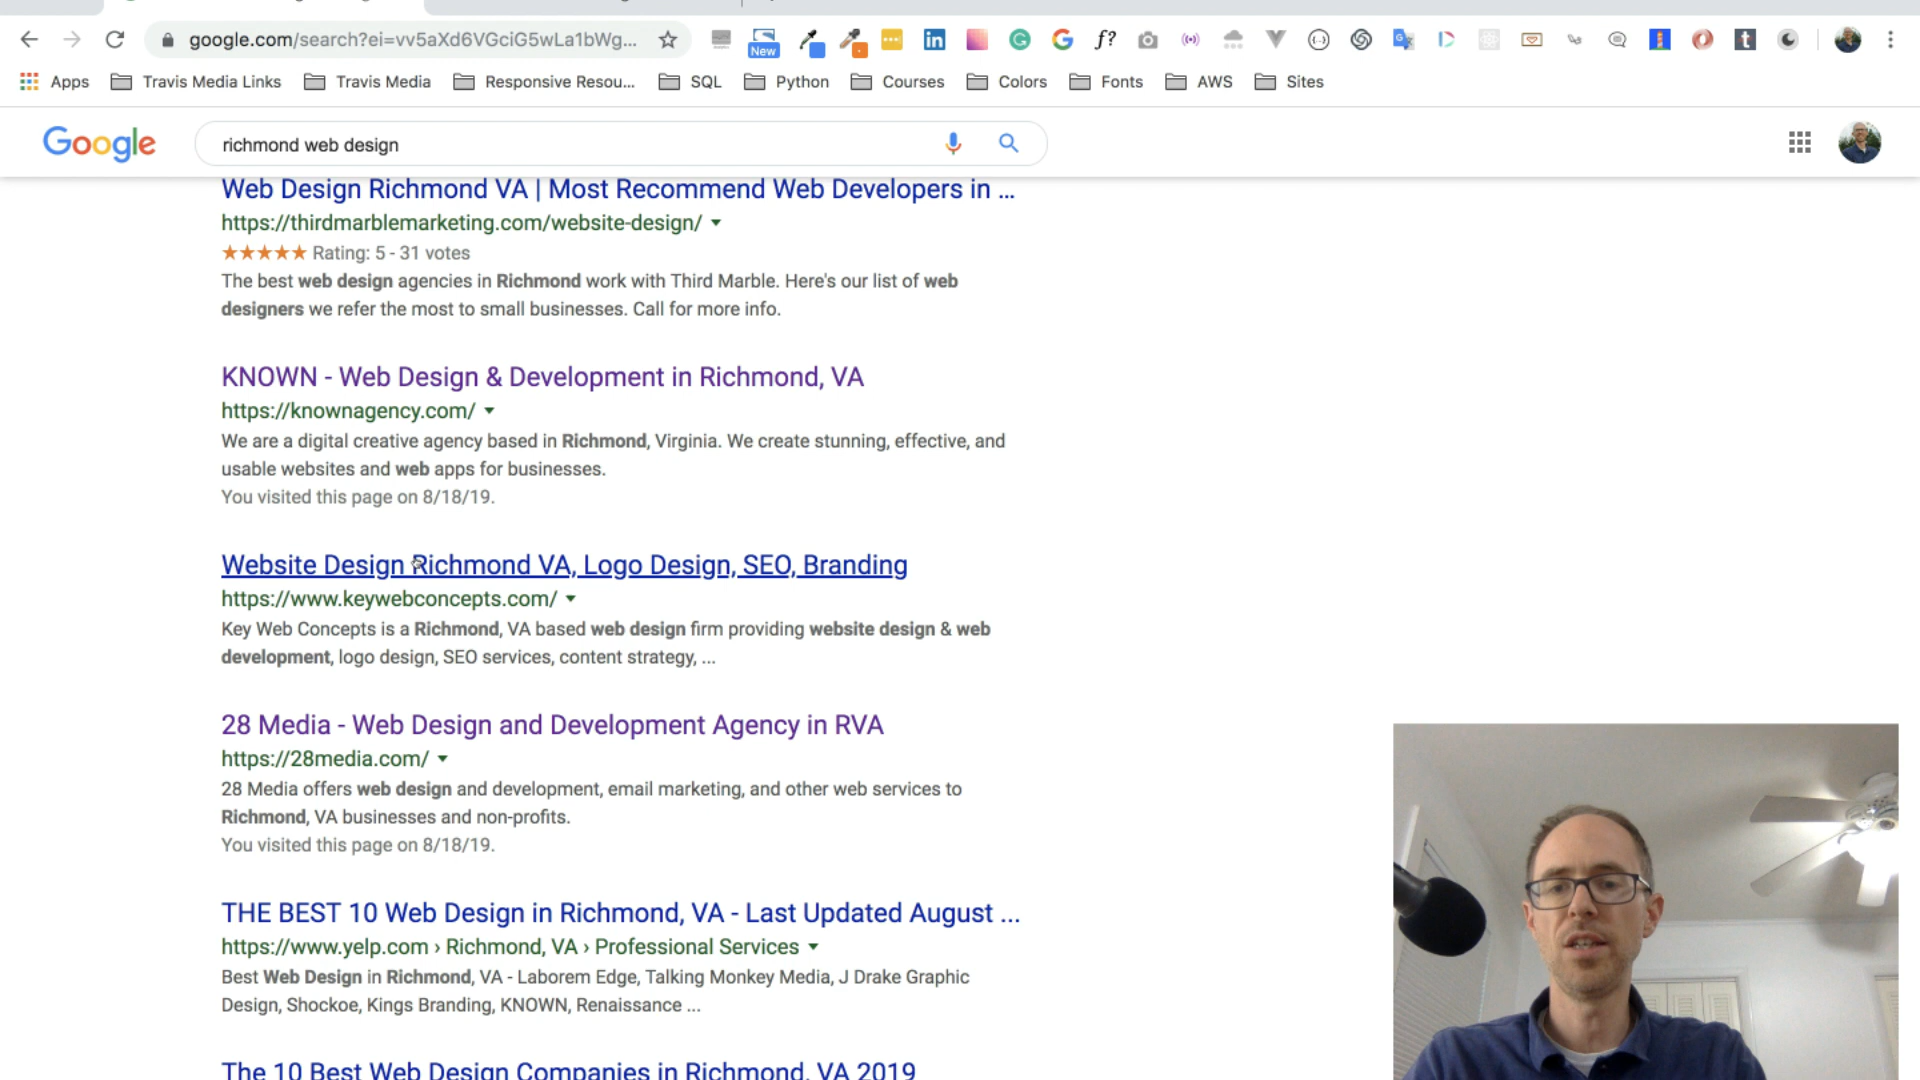 google.com/search?ei=vv5aXd6VGciG5wLa1bWg...
New
f?
Apps
Travis Media Links
Travis Media
Responsive Resou...
SQL
Python
Courses
Colors
Fonts
AWS
Sites
Google
richmond web design
Web Design Richmond VA | Most Recommend Web Developers in ...
https://thirdmarblemarketing.com/website-design/
Rating: 5 - 31 votes
The best web design agencies in Richmond work with Third Marble. Here's our list of web
designers we refer the most to small businesses. Call for more info.
KNOWN - Web Design & Development in Richmond, VA
https://knownagency.com/
We are a digital creative agency based in Richmond, Virginia. We create stunning, effective, and
usable websites and web apps for businesses.
You visited this page on 8/18/19.
Website Design Richmond VA, Logo Design, SEO, Branding
https://www.keywebconcepts.com/
Key Web Concepts is a Richmond, VA based web design firm providing website design & web
development, logo design, SEO services, content strategy, ...
28 Media - Web Design and Development Agency in RVA
https://28media.com/
28 Media offers web design and development, email marketing, and other web services to
Richmond, VA businesses and non-profits.
You visited this page on 8/18/19.
THE BEST 10 Web Design in Richmond, VA - Last Updated August ...
https://www.yelp.com › Richmond, VA › Professional Services
Best Web Design in Richmond, VA - Laborem Edge, Talking Monkey Media, J Drake Graphic
Design, Shockoe, Kings Branding, KNOWN, Renaissance ...
The 10 Best Web Design Companies in Richmond, VA 2019